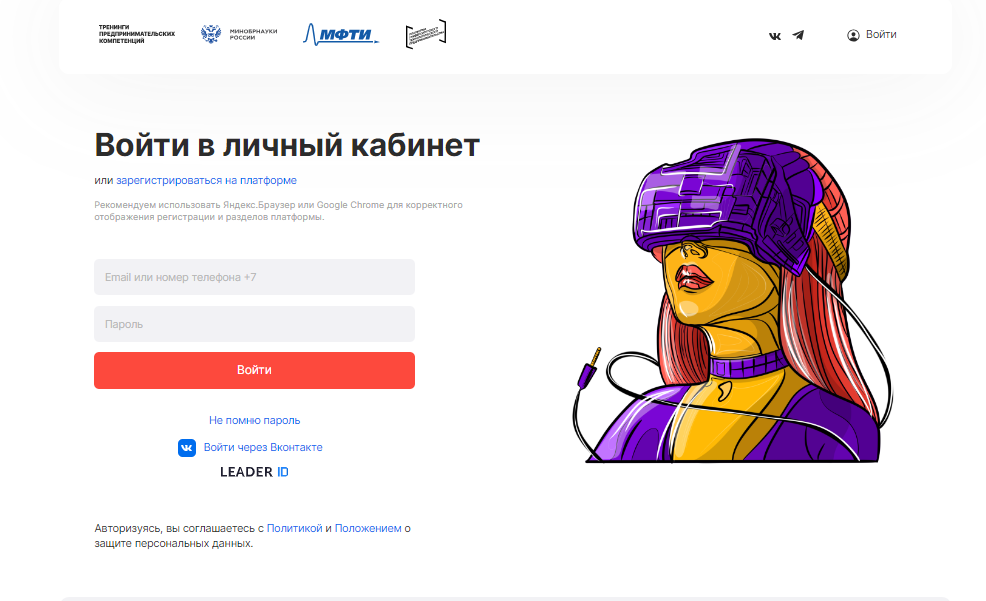 ТРЕНИНГИ
ПРЕДПРИНИМАТЕЛЬСКИХ
КОМПЕТЕНЦИЙ
МИНОБРНАУКИ
РОССИИ
МФТИ
Войти
Войти в личный кабинет
или зарегистрироваться на платформе
Рекомендуем использовать Яндекс.Браузер или Google Chrome для корректного
отображения регистрации и разделов платформы.
Email или номер телефона +7
Пароль
Войти
Не помню пароль
Войти через Вконтакте
LEADER ID
Авторизуясь, вы соглашаетесь с Политикой и Положением о
защите персональных данных.